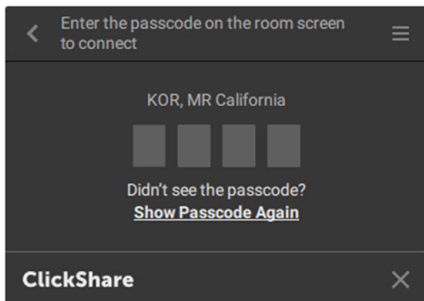 Enter the passcode on the room screen
to connect
KOR, MR California
Didn't see the passcode?
Show Passcode Again
ClickShare